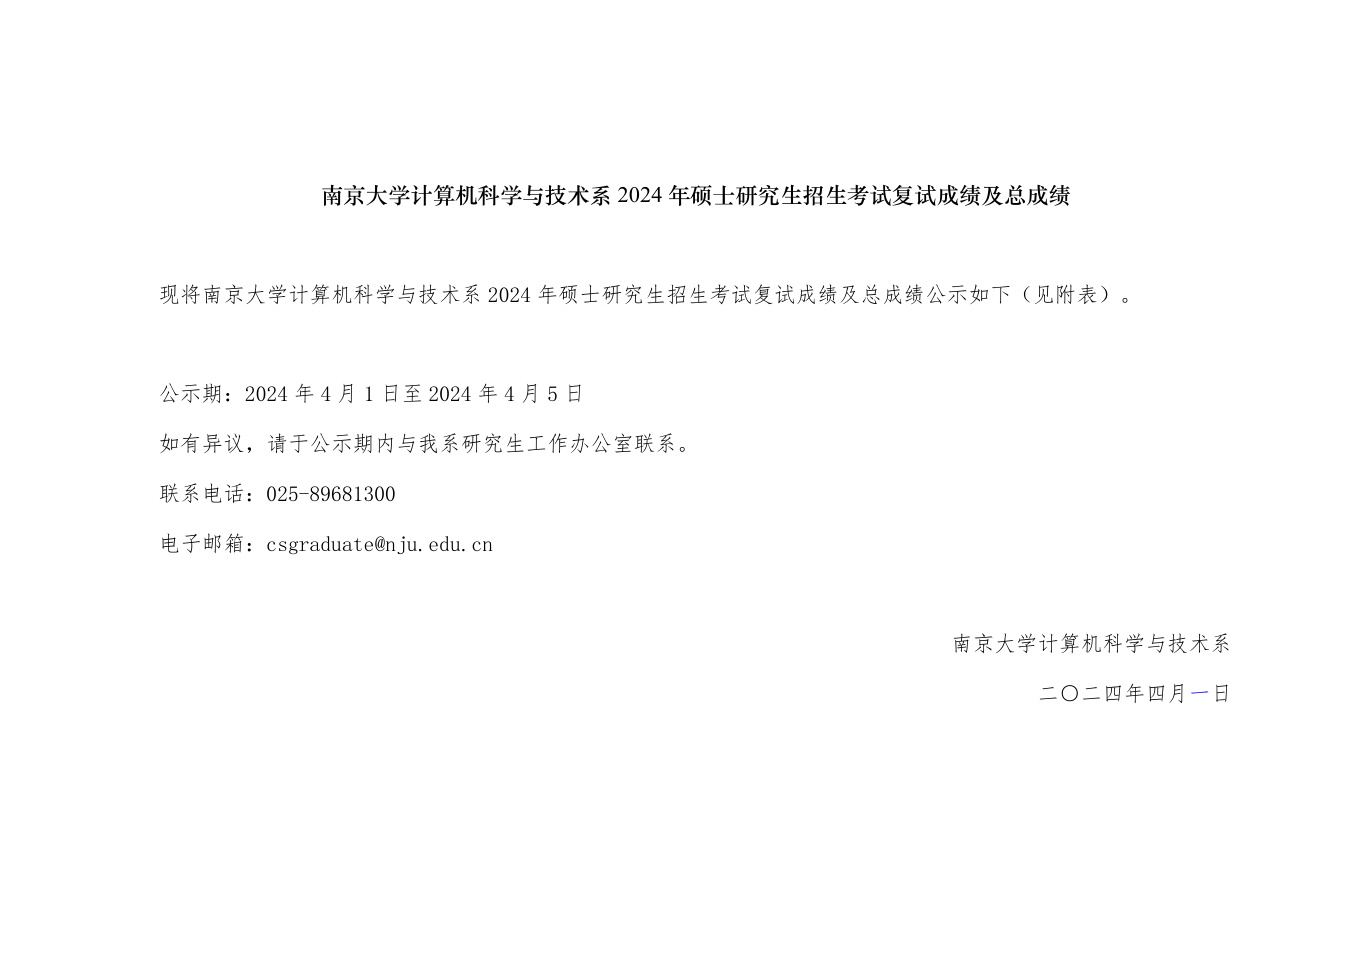 南京大学计算机科学与技术系 2024 年硕士研究生招生考试复试成绩及总成绩
现将南京大学计算机科学与技术系 2024 年硕士研究生招生考试复试成绩及总成绩公示如下（见附表）。
公示期：2024 年 4 月 1 日至 2024 年 4 月 5 日
如有异议，请于公示期内与我系研究生工作办公室联系。
联系电话：025-89681300
电子邮箱：csgraduate@nju.edu.cn
南京大学计算机科学与技术系
二〇二四年四月一日